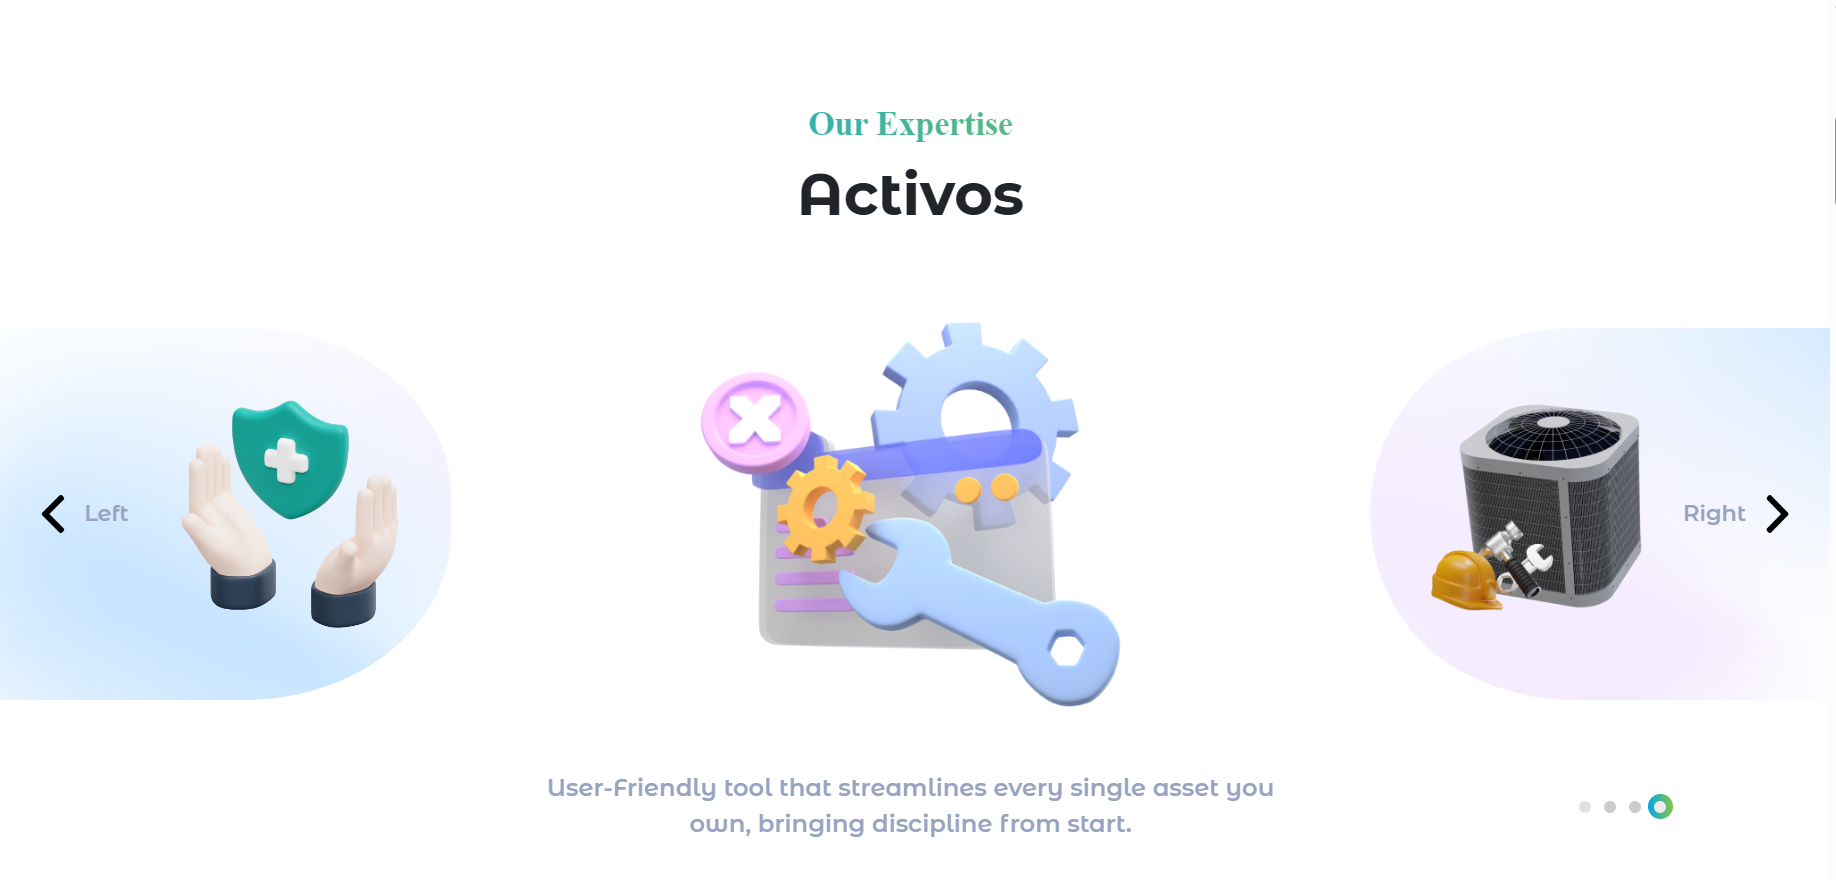 Our Expertise
Activos
Left
Right
User-Friendly tool that streamlines every single asset you
own, bringing discipline from start.